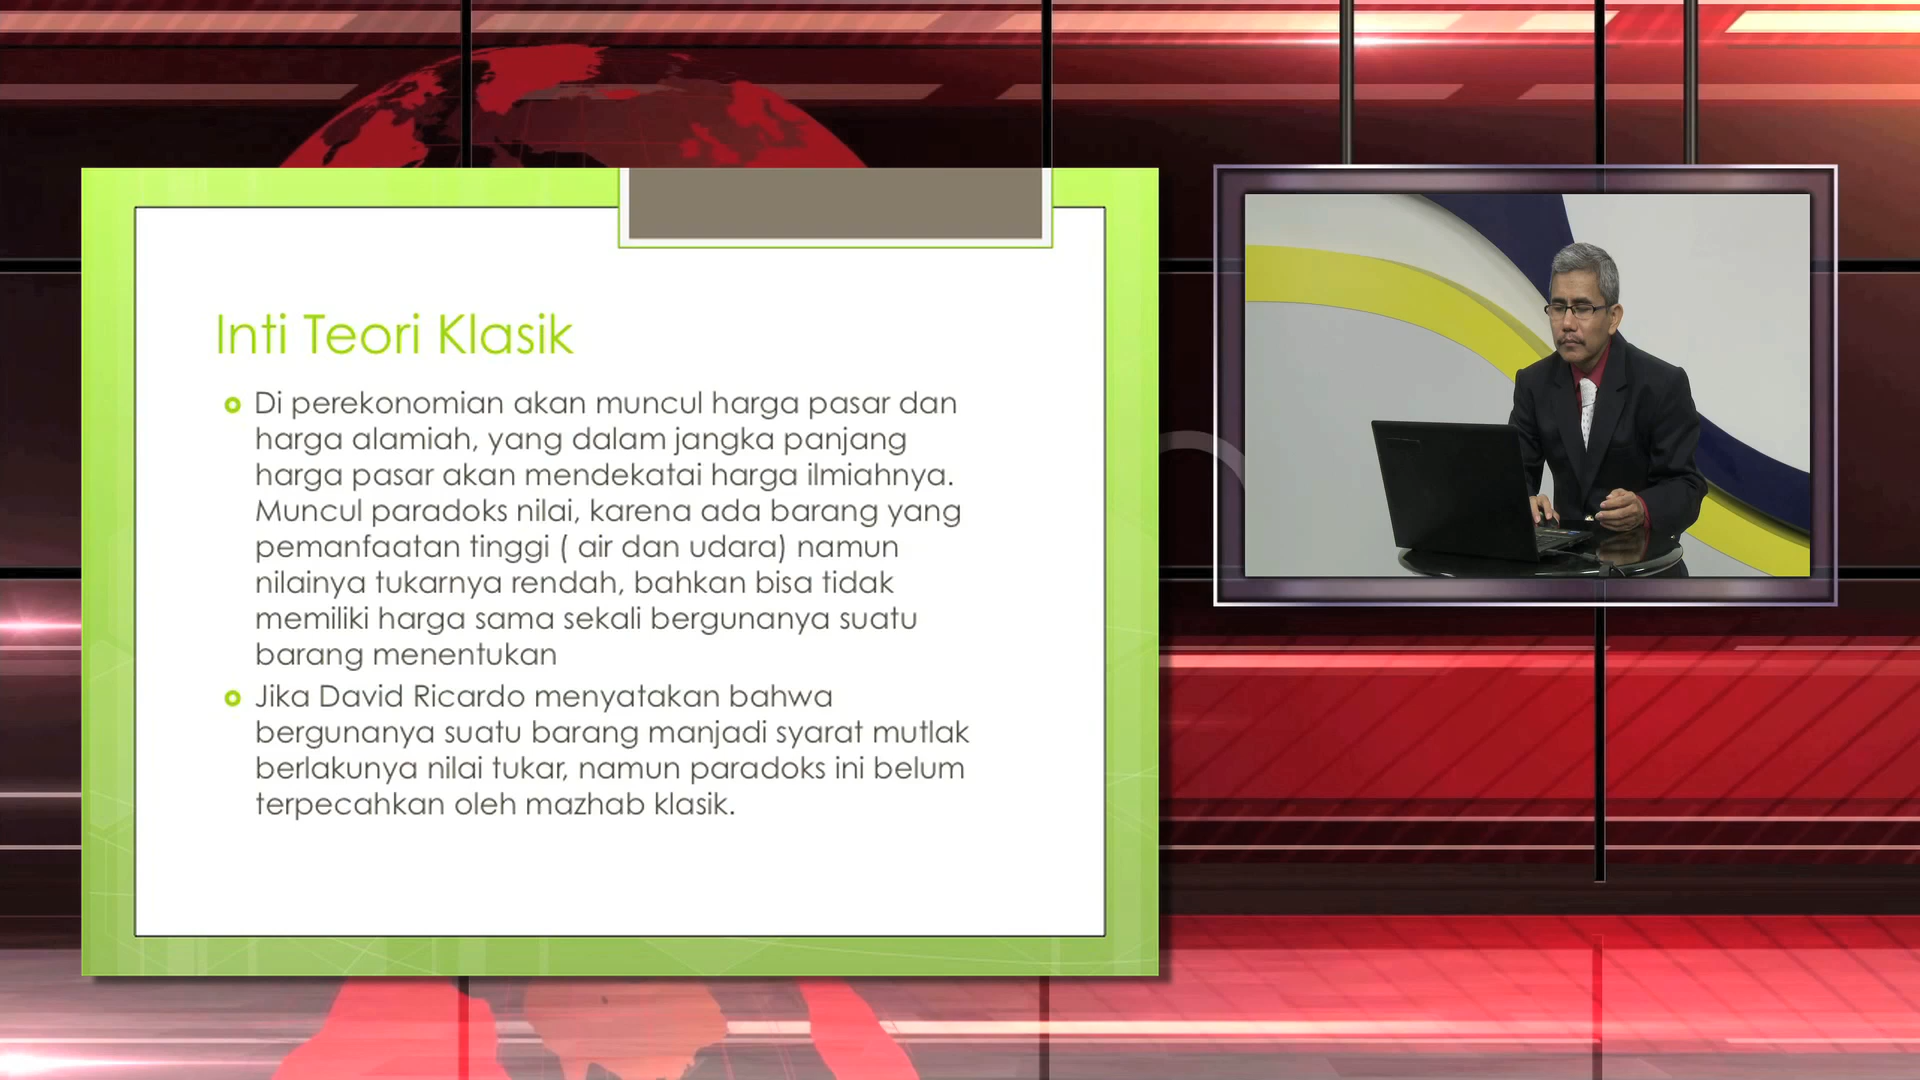 Inti Teori Klasik
Di perekonomian akan muncul harga pasar dan
harga alamiah, yang dalam jangka panjang
harga pasar akan mendekatai harga ilmiahnya.
Muncul paradoks nilai, karena ada barang yang
pemanfaatan tinggi ( air dan udara) namun
nilainya tukarnya rendah, bahkan bisa tidak
memiliki harga sama sekali bergunanya suatu
barang menentukan
Jika David Ricardo menyatakan bahwa
bergunanya suatu barang manjadi syarat mutlak
berlakunya nilai tukar, namun paradoks ini belum
terpecahkan oleh mazhab klasik.